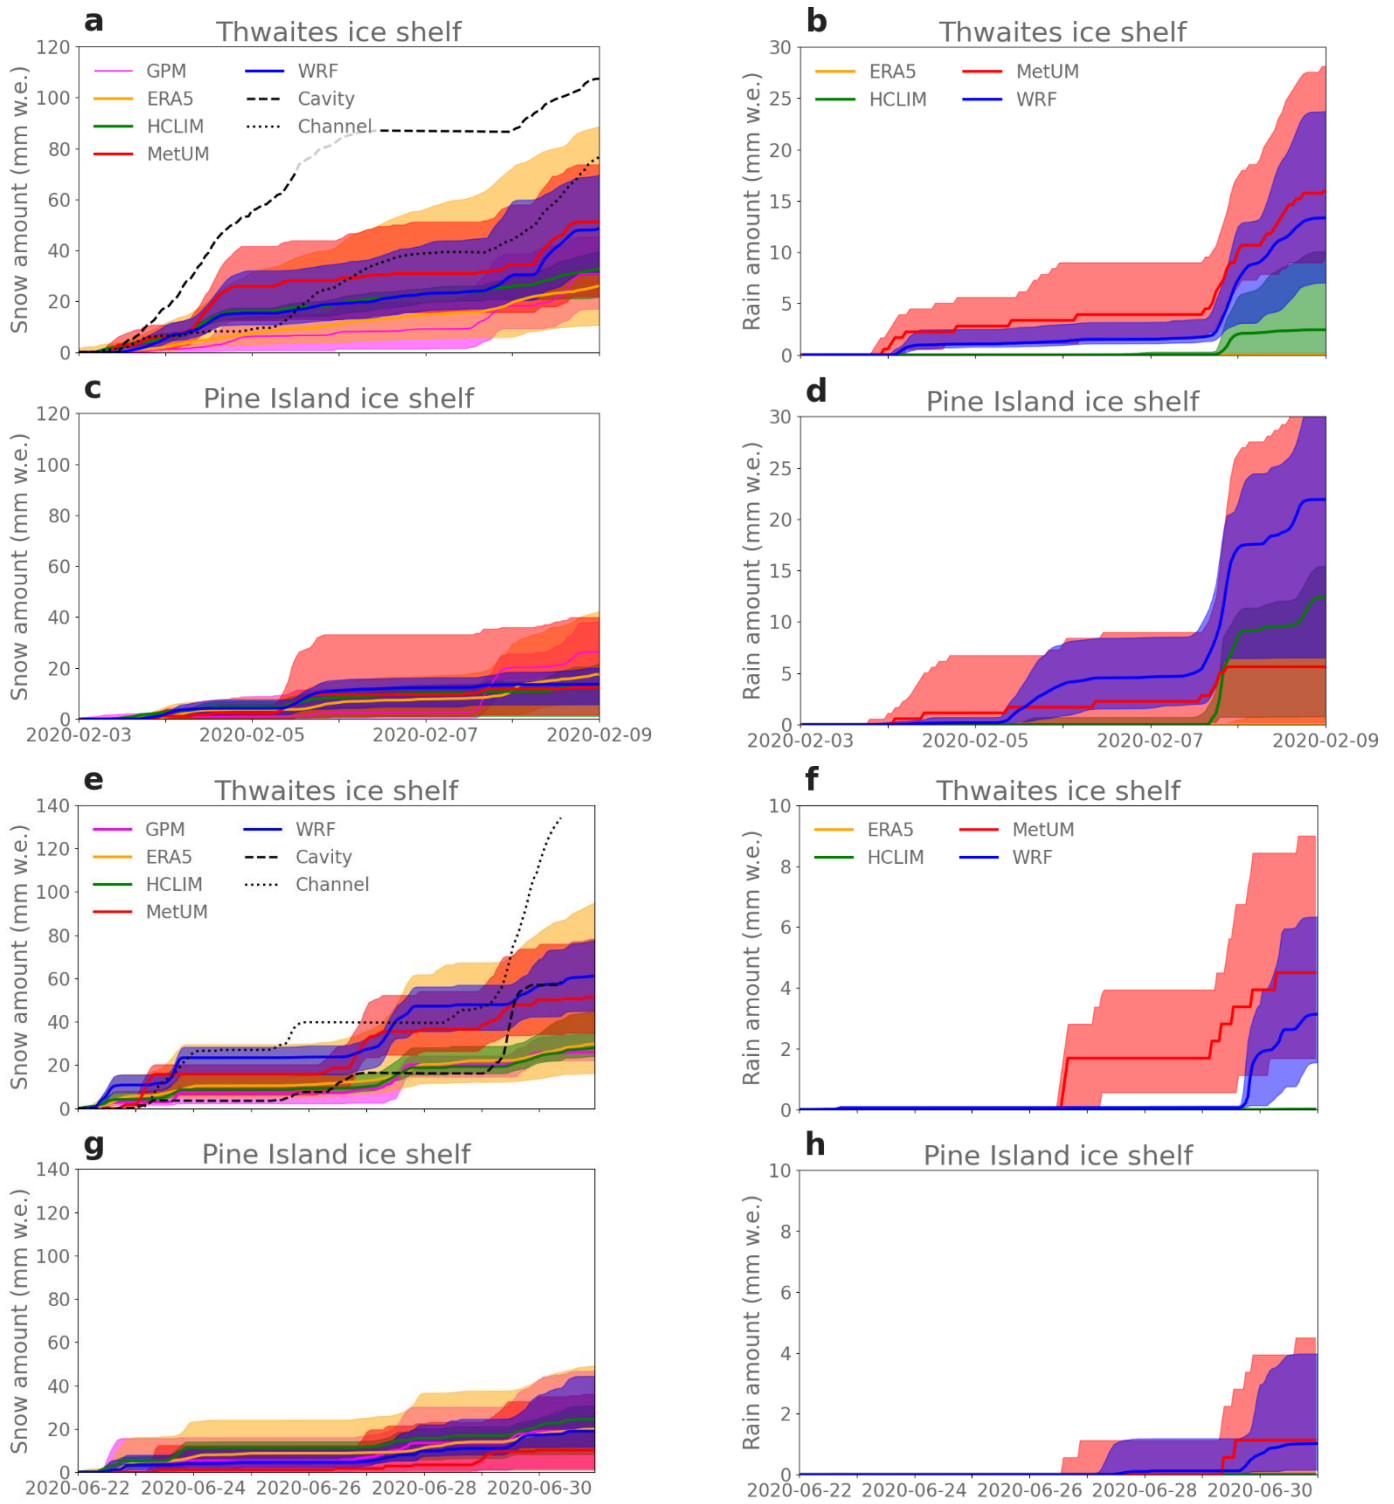 a
Thwaites ice shelf
Snow amount (mm w.e.)
120
100
80
60
40
20
0
GPM
ERA5
HCLIM
MetUM
WRF
Cavity
Channel
b
Thwaites ice shelf
Rain amount (mm w.e.)
30
25
20
15
10
5
0
ERA5
HCLIM
MetUM
WRF
c
Pine Island ice shelf
Snow amount (mm w.e.)
120
100
80
60
40
20
0
2020-02-03
2020-02-05
2020-02-07
2020-02-09
d
Pine Island ice shelf
Rain amount (mm w.e.)
30
25
20
15
10
5
0
2020-02-03
2020-02-05
2020-02-07
2020-02-09
e
Thwaites ice shelf
Snow amount (mm w.e.)
140
120
100
80
60
40
20
0
GPM
ERA5
HCLIM
MetUM
WRF
Cavity
Channel
f
Thwaites ice shelf
Rain amount (mm w.e.)
10
8
6
4
2
0
ERA5
HCLIM
MetUM
WRF
g
Pine Island ice shelf
Snow amount (mm w.e.)
140
120
100
80
60
40
20
0
2020-06-22
2020-06-24
2020-06-26
2020-06-28
2020-06-30
h
Pine Island ice shelf
Rain amount (mm w.e.)
10
8
6
4
2
0
2020-06-22
2020-06-24
2020-06-26
2020-06-28
2020-06-30